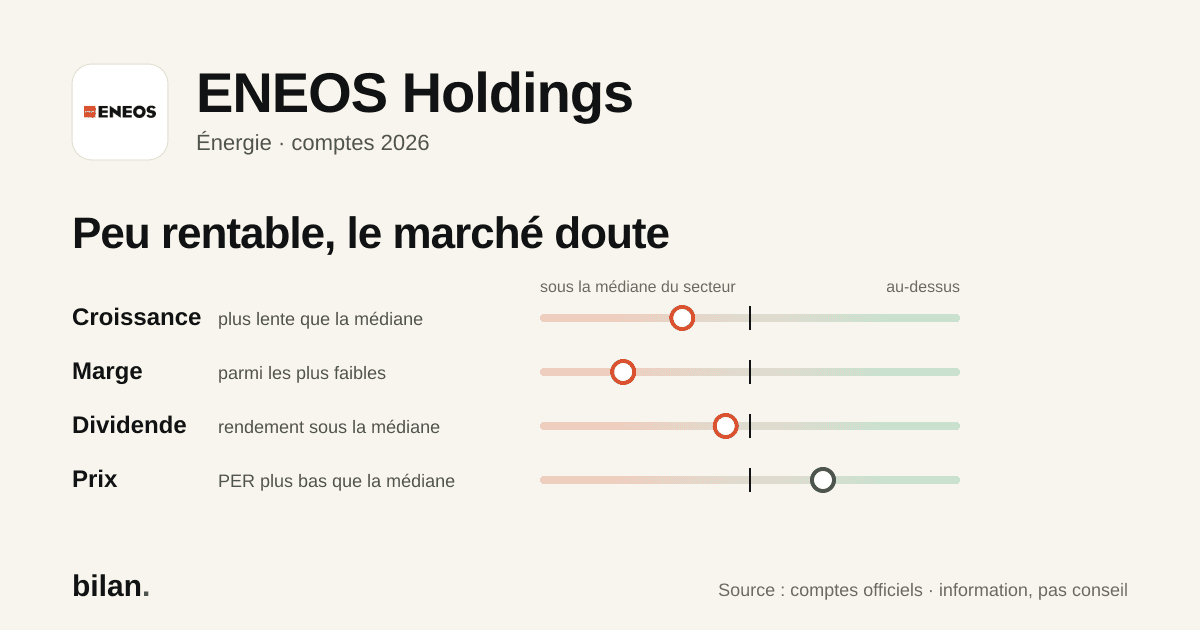 ENEOS
ENEOS Holdings
Énergie · comptes 2026
Peu rentable, le marché doute
sous la médiane du secteur au-dessus
Croissance plus lente que la médiane
Marge parmi les plus faibles
Dividende rendement sous la médiane
Prix PER plus bas que la médiane
bilan.
Source : comptes officiels · information, pas conseil